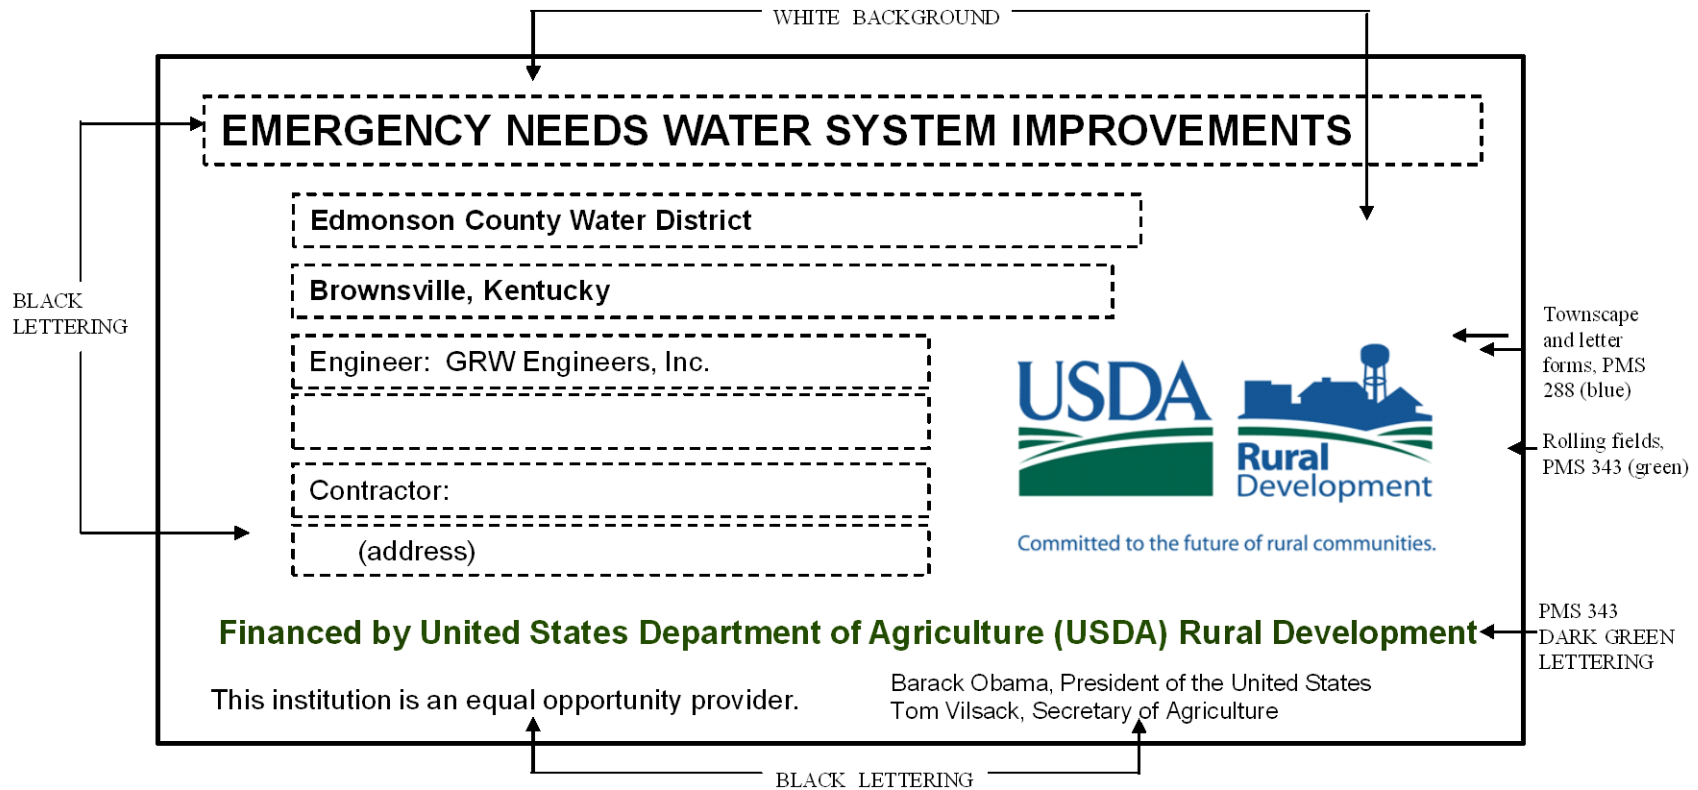 WHITE BACKGROUND
EMERGENCY NEEDS WATER SYSTEM IMPROVEMENTS
Edmonson County Water District
Brownsville, Kentucky
BLACK
LETTERING
Engineer: GRW Engineers, Inc.
Contractor:
(address)
USDA
Rural
Development
Committed to the future of rural communities.
Townscape
and letter
forms, PMS
288 (blue)
Rolling fields,
PMS 343 (green)
Financed by United States Department of Agriculture (USDA) Rural Development
PMS 343
DARK GREEN
LETTERING
This institution is an equal opportunity provider.
Barack Obama, President of the United States
Tom Vilsack, Secretary of Agriculture
BLACK LETTERING